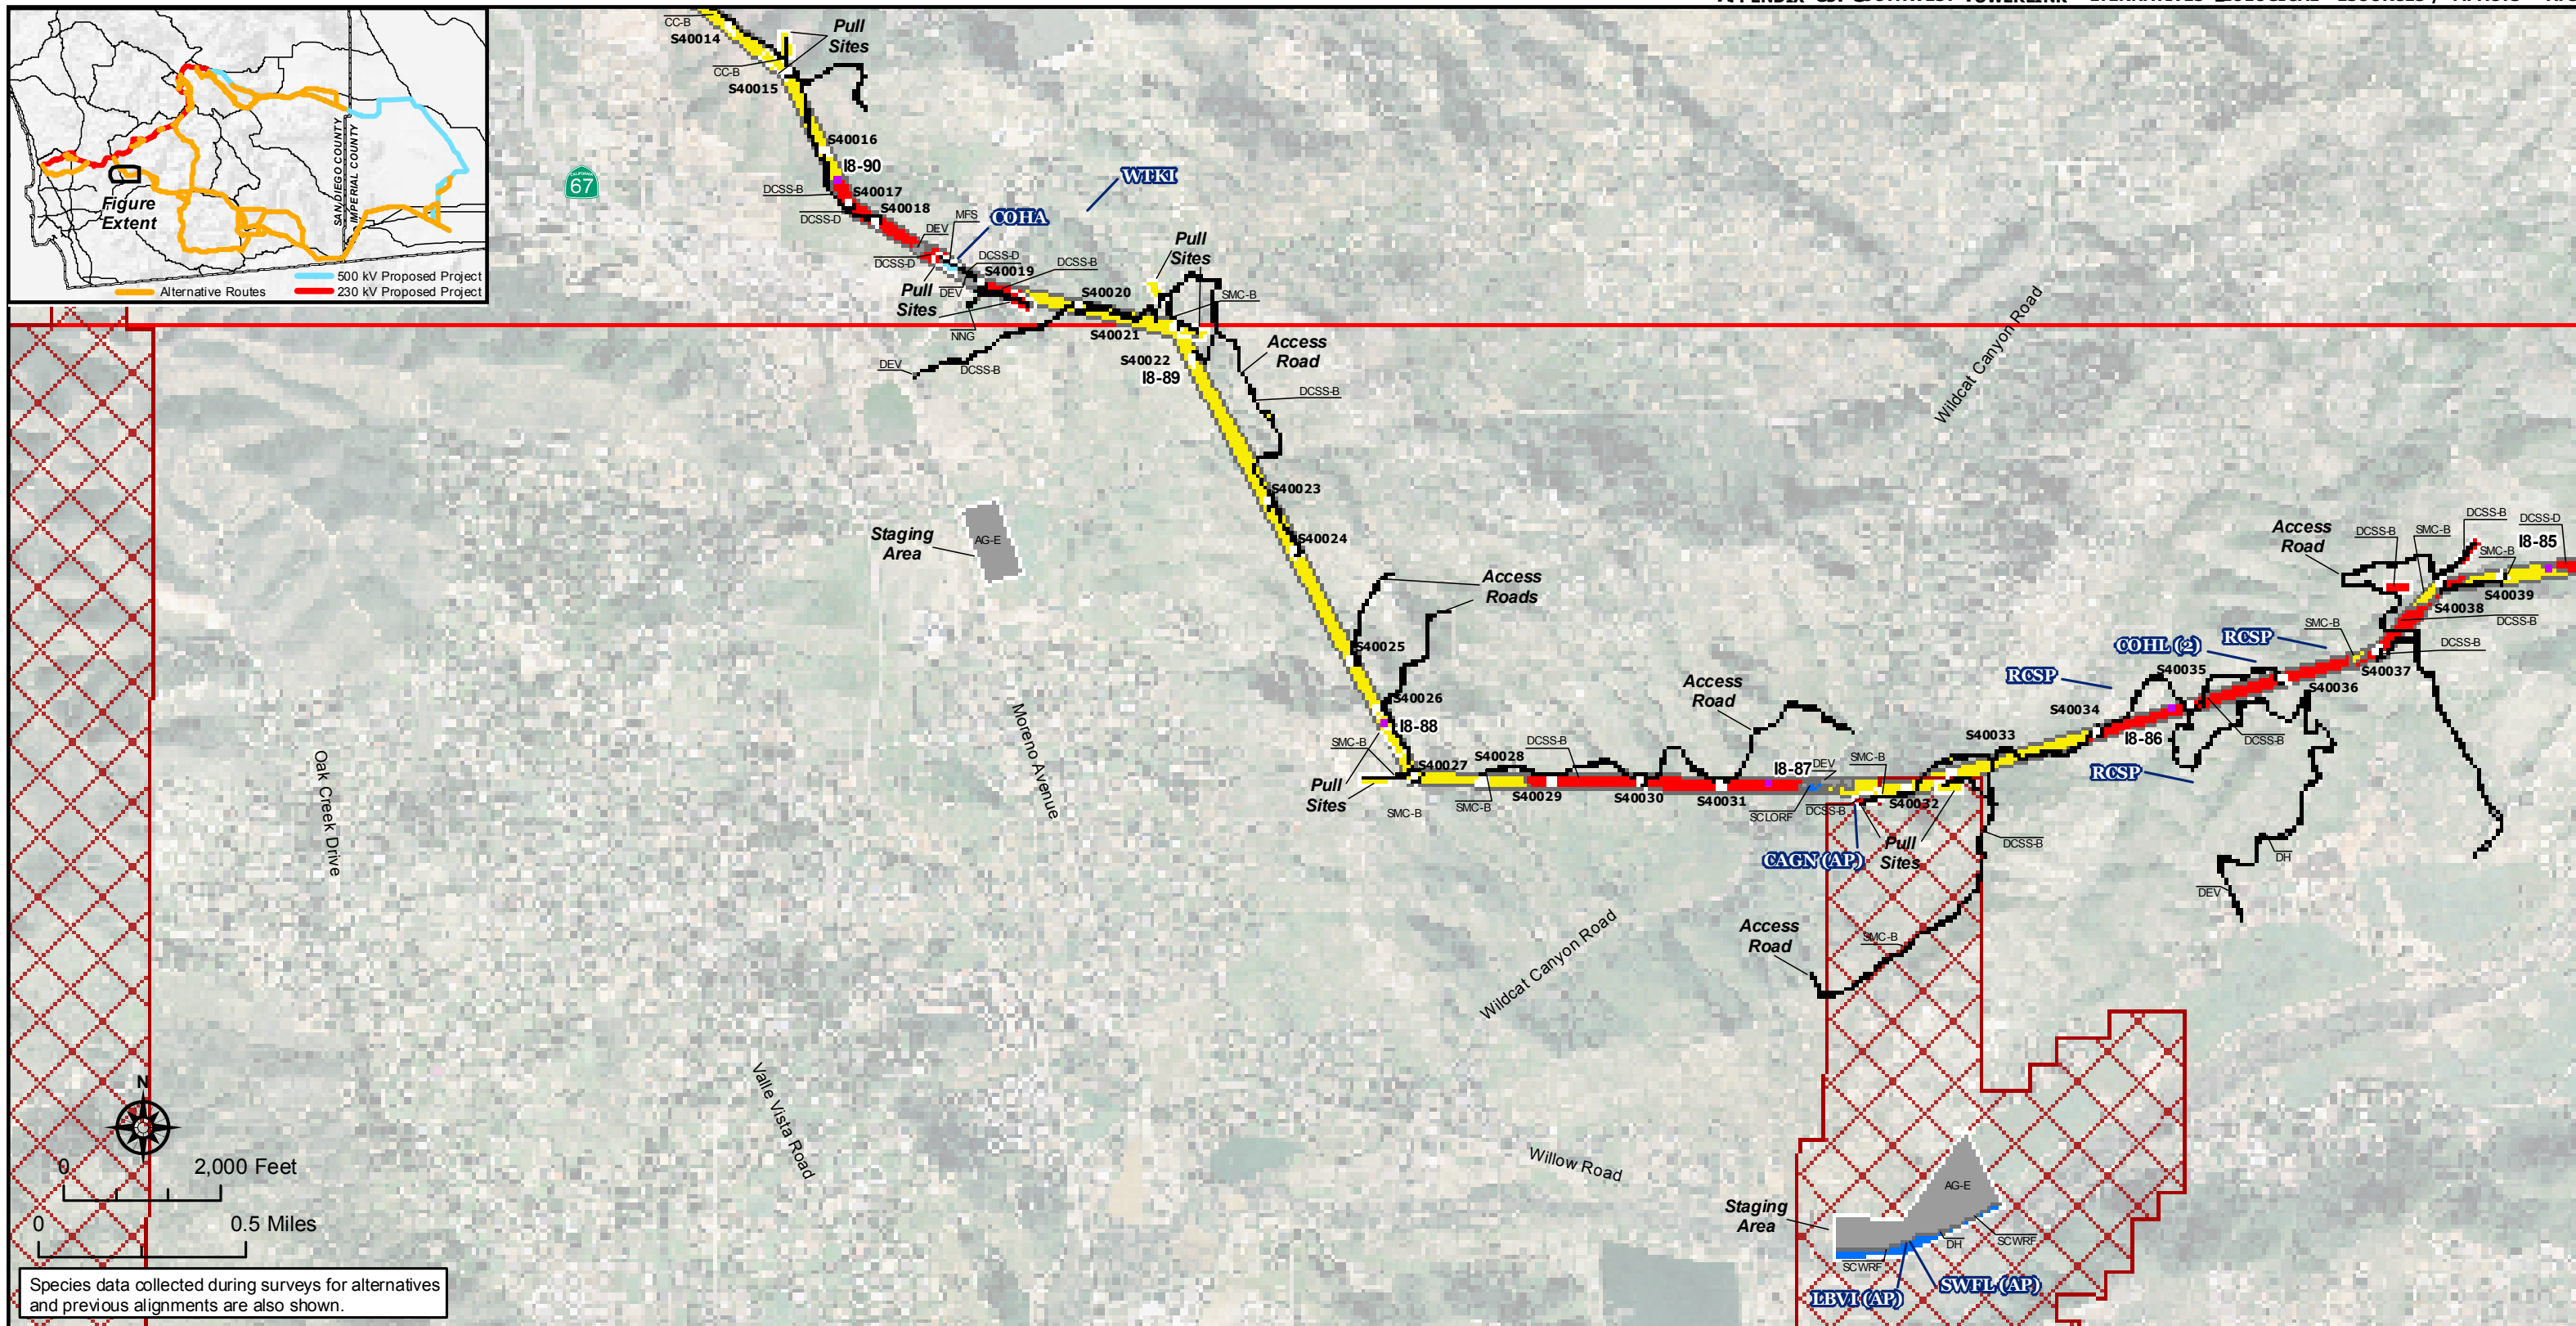 CC-B
S40014
Pull
Sites
CC-B
S40015
S40016
I8-90
CALIFORNIA
67
DCSS-B
S40017
DCSS-D
S40018
MFS
WTKI
COHA
DEV
DCSS-D
DCSS-D
S40019
DCSS-B
Pull
Sites
DEV
Pull
Sites
S40020
SMC-B
NNG
S40021
DEV
DCSS-B
S40022
I8-89
Access
Road
DCSS-B
S40023
S40024
Staging
Area
AG-E
Access
Roads
S40025
S40026
I8-88
SMC-B
S40027
Pull
Sites
SMC-B
S40028
SMC-B
DCSS-B
S40029
S40030
S40031
Access
Road
I8-87
DEV
SMC-B
SCLORF
DCSS-B
S40032
S40033
CAGN (AP)
Pull
Sites
DCSS-B
Access
Road
SMC-B
S40034
I8-86
RCSP
COHL (2)
RCSP
S40035
DCSS-B
RCSP
S40036
S40037
SMC-B
DCSS-B
DCSS-B
S40038
S40039
Access
Road
DCSS-B
SMC-B
DCSS-B
DCSS-D
SMC-B
I8-85
DH
DEV
Wildcat Canyon Road
Wildcat Canyon Road
Moreno Avenue
Oak Creek Drive
Valle Vista Road
Willow Road
Staging
Area
AG-E
DH
SCWRF
SCWRF
LBVI (AP)
SWFL (AP)
SAN DIEGO COUNTY
IMPERIAL COUNTY
Figure
Extent
500 kV Proposed Project
Alternative Routes
230 kV Proposed Project
N
0
2,000 Feet
0
0.5 Miles
Species data collected during surveys for alternatives
and previous alignments are also shown.